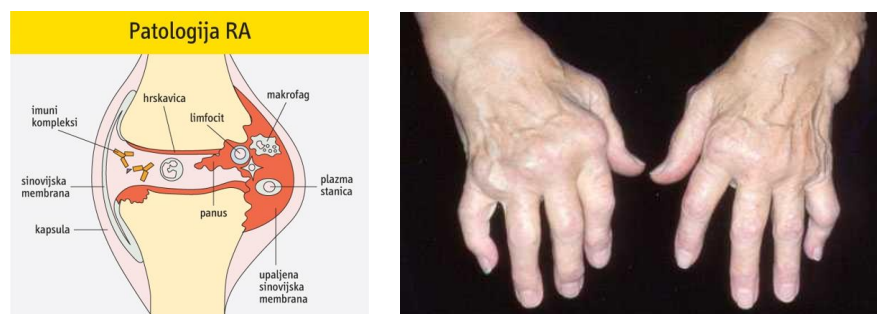 Patologija RA
imuni
kompleksi
hrskavica
limfocit
makrofag
sinovijska
membrana
plazma
stanica
kapsula
panus
upaljena
sinovijska
membrana